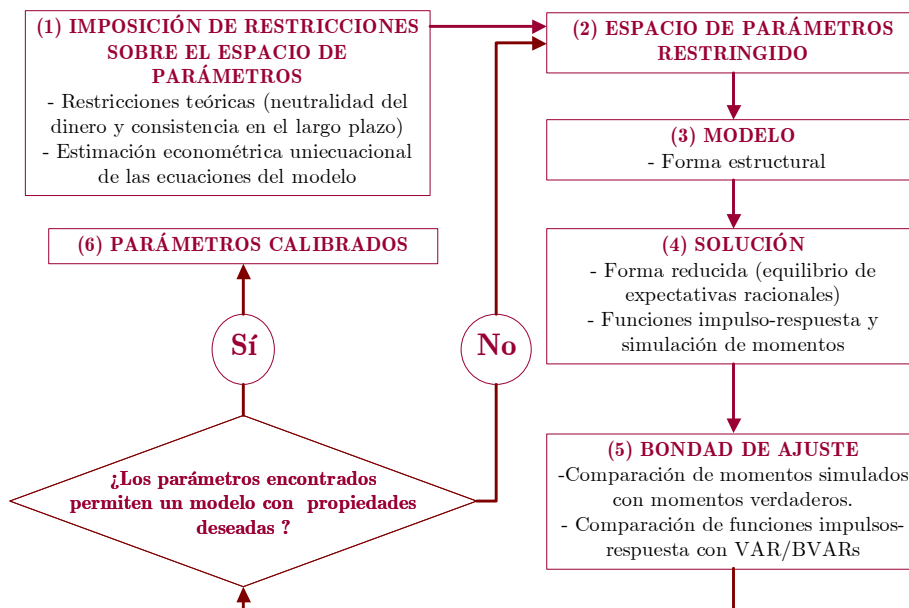 (1) IMPOSICIÓN DE RESTRICCIONES
SOBRE EL ESPACIO DE
PARÁMETROS
- Restricciones teóricas (neutralidad del
dinero y consistencia en el largo plazo)
- Estimación econométrica uniecuacional
de las ecuaciones del modelo
(2) ESPACIO DE PARÁMETROS
RESTRINGIDO
(3) MODELO
- Forma estructural
(4) SOLUCIÓN
- Forma reducida (equilibrio de
expectativas racionales)
- Funciones impulso-respuesta y
simulación de momentos
(5) BONDAD DE AJUSTE
-Comparación de momentos simulados
con momentos verdaderos.
- Comparación de funciones impulsos-
respuesta con VAR/BVARs
¿Los parámetros encontrados
permiten un modelo con propiedades
deseadas ?
Sí
No
(6) PARÁMETROS CALIBRADOS